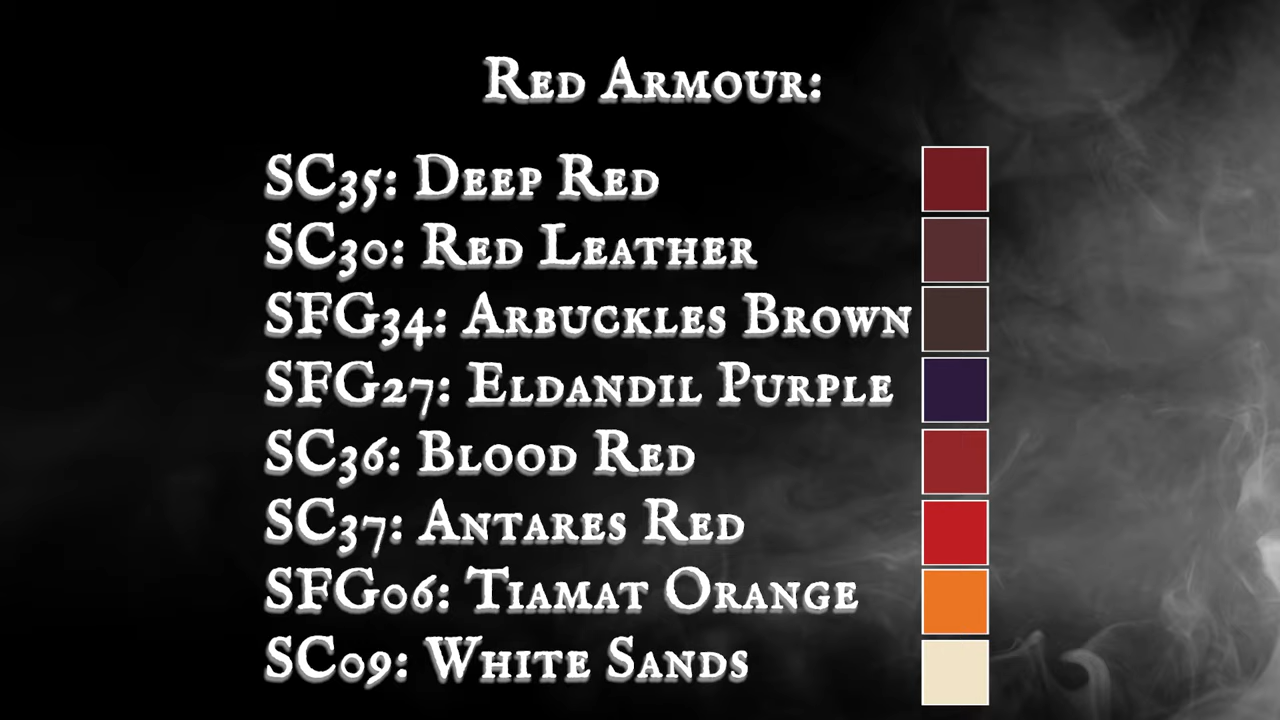 Red Armour:
SC35: Deep Red
SC30: Red Leather
SFG34: Arbuckles Brown
SFG27: Eldandil Purple
SC36: Blood Red
SC37: Antares Red
SFG06: Tiamat Orange
SC09: White Sands